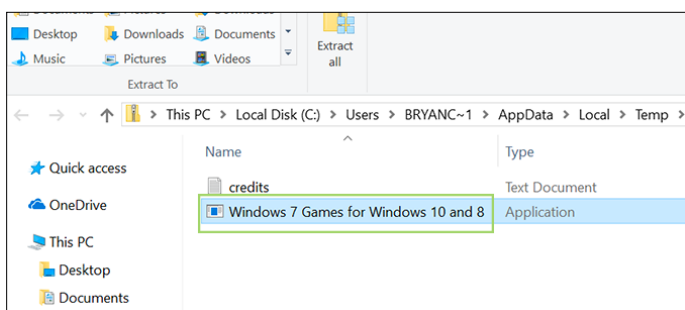 Desktop Downloads Documents
Music Pictures Videos
Extract
all
Extract To
This PC > Local Disk (C:) > Users > BRYANC~1 > AppData > Local > Temp >
Name Type
Quick access
credits Text Document
OneDrive
Windows 7 Games for Windows 10 and 8 Application
This PC
Desktop
Documents